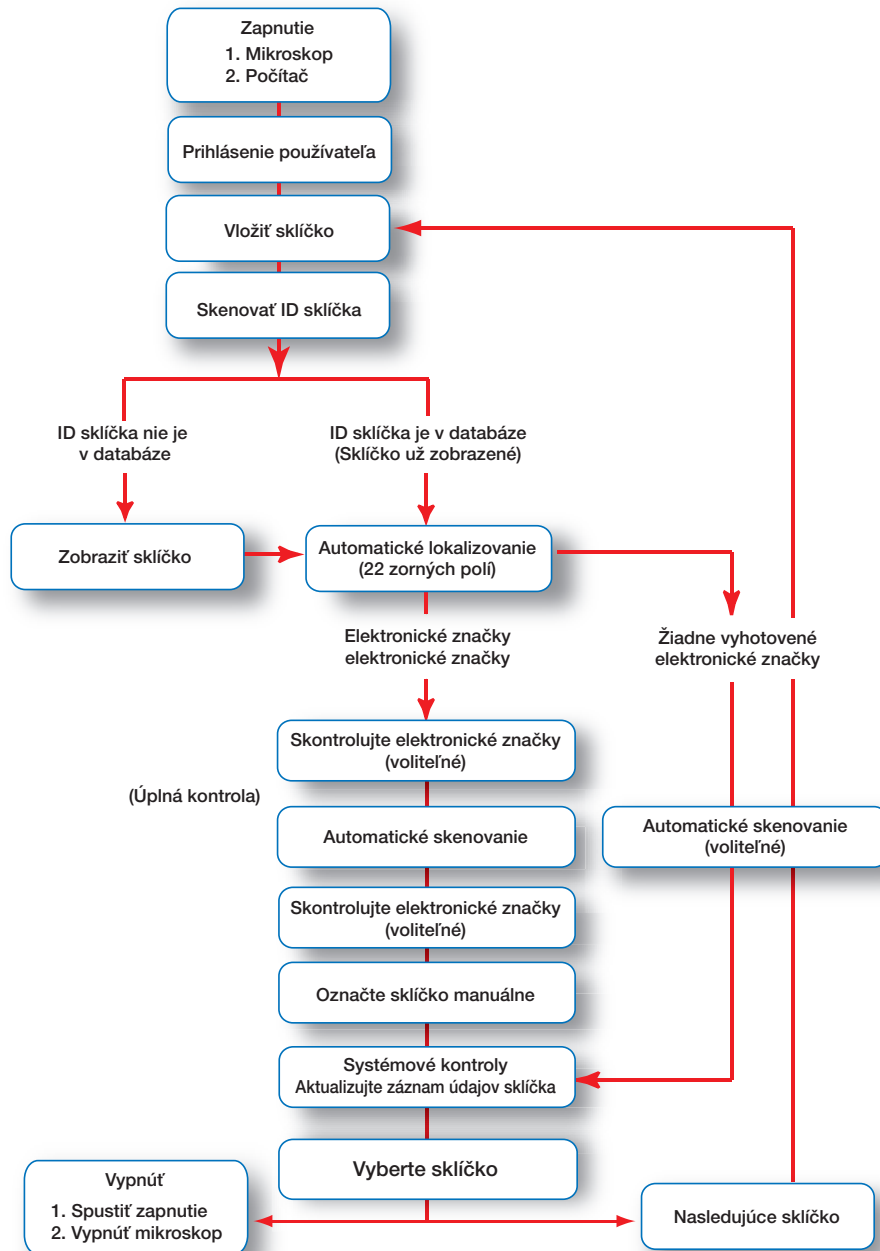 Zapnutie
1. Mikroskop
2. Počítač
Prihlásenie používateľa
Vložiť sklíčko
Skenovať ID sklíčka
ID sklíčka nie je
v databáze
ID sklíčka je v databáze
(Sklíčko už zobrazené)
Zobraziť sklíčko
Automatické lokalizovanie
(22 zorných polí)
Elektronické značky
elektronické značky
Žiadne vyhotovené
elektronické značky
Skontrolujte elektronické značky
(voliteľné)
(Úplná kontrola)
Automatické skenovanie
Automatické skenovanie
(voliteľné)
Skontrolujte elektronické značky
(voliteľné)
Označte sklíčko manuálne
Systémové kontroly
Aktualizujte záznam údajov sklíčka
Vyberte sklíčko
Vypnúť
1. Spustiť zapnutie
2. Vypnúť mikroskop
Nasledujúce sklíčko